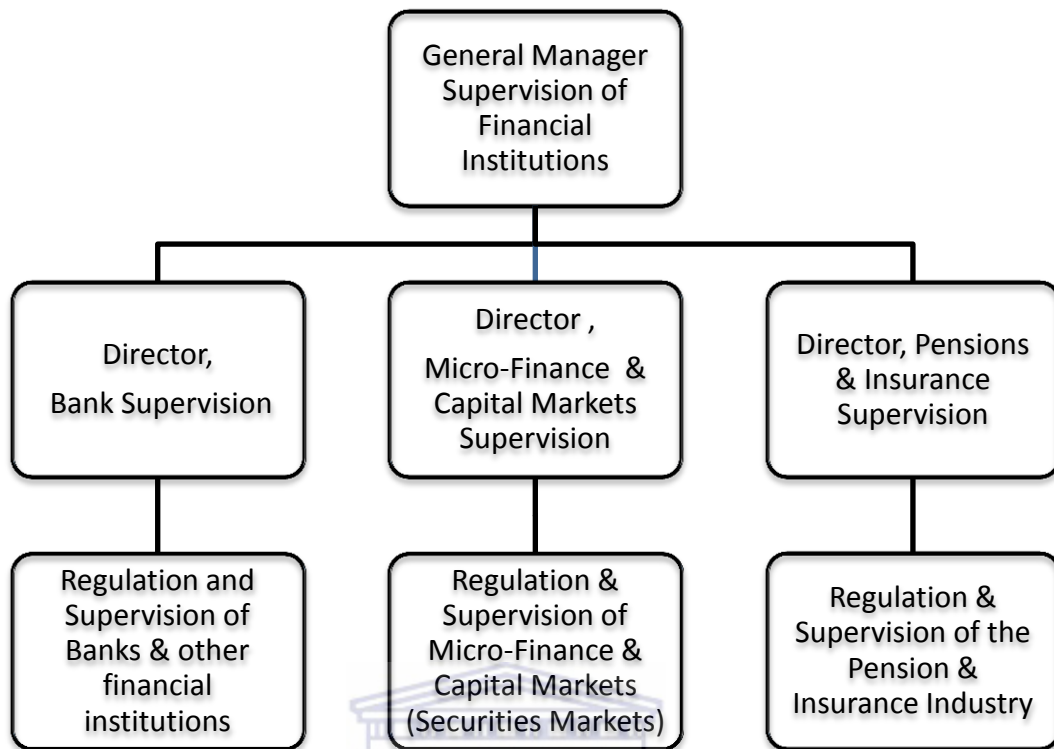 General Manager
Supervision of
Financial
Institutions
Director,
Bank Supervision
Director ,
Micro-Finance & 
Capital Markets
Supervision
Director, Pensions
& Insurance
Supervision
Regulation and
Supervision of
Banks & other
financial
institutions
Regulation &
Supervision of
Micro-Finance &
Capital Markets
(Securities Markets)
Regulation &
Supervision of the
Pension &
Insurance Industry